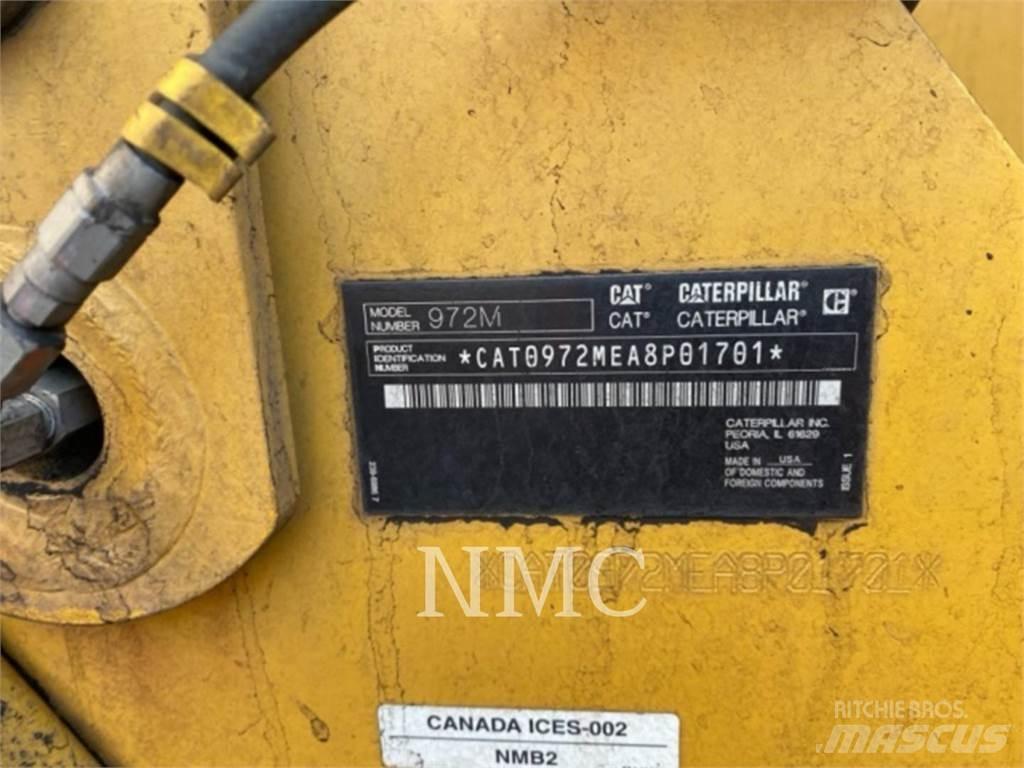 MODEL NUMBER 972M
CAT® CATERPILLAR®
CAT® CATERPILLAR®
PRODUCT IDENTIFICATION NUMBER *CAT0972MEA8P01701*
CATERPILLAR INC.
PEORIA, IL 61629
USA
MADE IN USA
OF DOMESTIC AND
FOREIGN COMPONENTS
ISSUE 1
*CAT0972MEA8P01701*
NMC
CANADA ICES-002
NMB2
RITCHIE BROS.
MASCUS